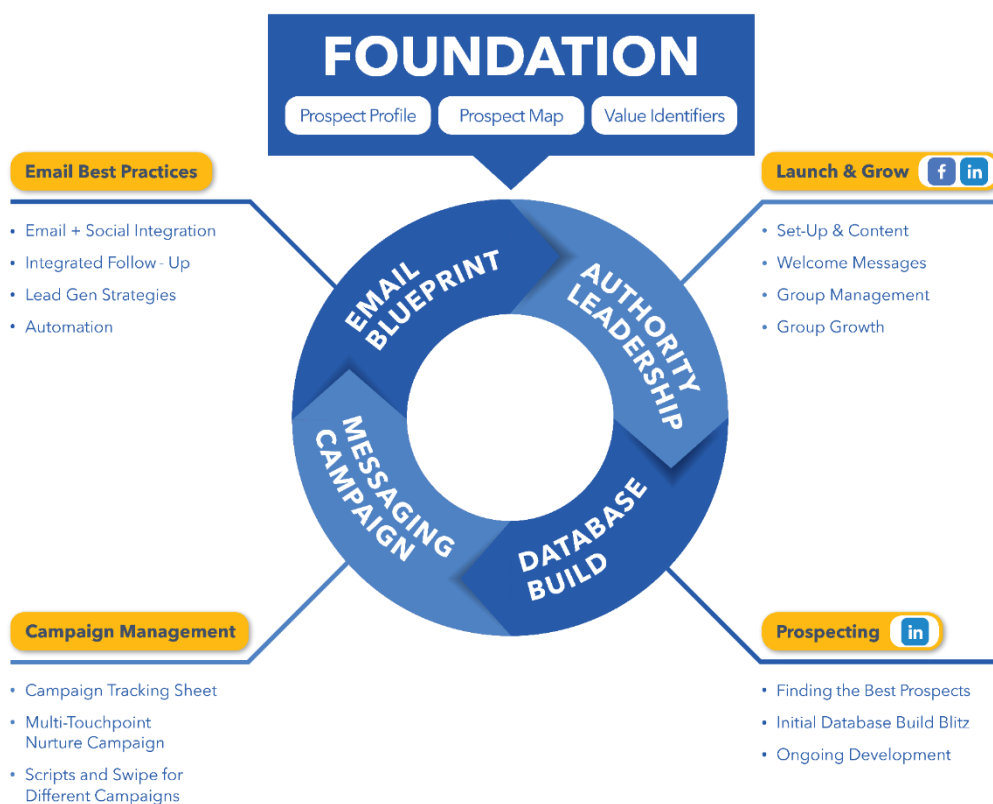 FOUNDATION
Prospect Profile
Prospect Map
Value Identifiers
Email Best Practices
• Email + Social Integration
• Integrated Follow - Up
• Lead Gen Strategies
• Automation
Launch & Grow f in
• Set-Up & Content
• Welcome Messages
• Group Management
• Group Growth
EMAIL
BLUEPRINT
AUTHORITY
LEADERSHIP
DATABASE
BUILD
MESSAGING
CAMPAIGN
Campaign Management
• Campaign Tracking Sheet
• Multi-Touchpoint
Nurture Campaign
• Scripts and Swipe for
Different Campaigns
Prospecting in
• Finding the Best Prospects
• Initial Database Build Blitz
• Ongoing Development